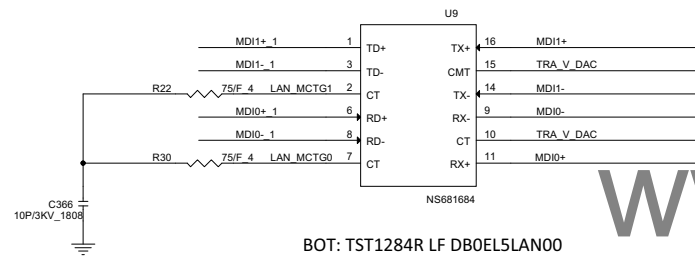 U9
MDI1+_1 1 TD+ TX+ 16 MDI1+
MDI1-_1 3 TD- CMT 15 TRA_V_DAC
R22 75/F_4 LAN_MCTG1 2 CT TX- 14 MDI1-
MDI0+_1 6 RD+ RX- 9 MDI0-
MDI0-_1 8 RD- CT 10 TRA_V_DAC
R30 75/F_4 LAN_MCTG0 7 CT RX+ 11 MDI0+
NS681684
C366
10P/3KV_1808
BOT: TST1284R LF DB0EL5LAN00